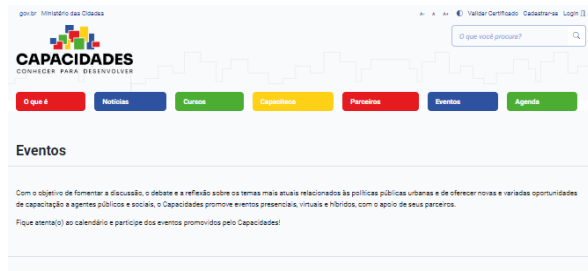 gov.br Ministério das Cidades
A- A A+ Validar Certificado Cadastrar-se Login
O que você procura?
CAPACIDADES
CONHECER PARA DESENVOLVER
O que é Notícias Cursos Capacitoca Parceiros Eventos Agenda
Eventos
Com o objetivo de fomentar a discussão, o debate e a reflexão sobre os temas mais atuais relacionados às políticas públicas urbanas e de oferecer novas e variadas oportunidades
de capacitação a agentes públicos e sociais, o Capacidades promove eventos presenciais, virtuais e híbridos, com o apoio de seus parceiros.
Fique atenta(o) ao calendário e participe dos eventos promovidos pelo Capacidades!